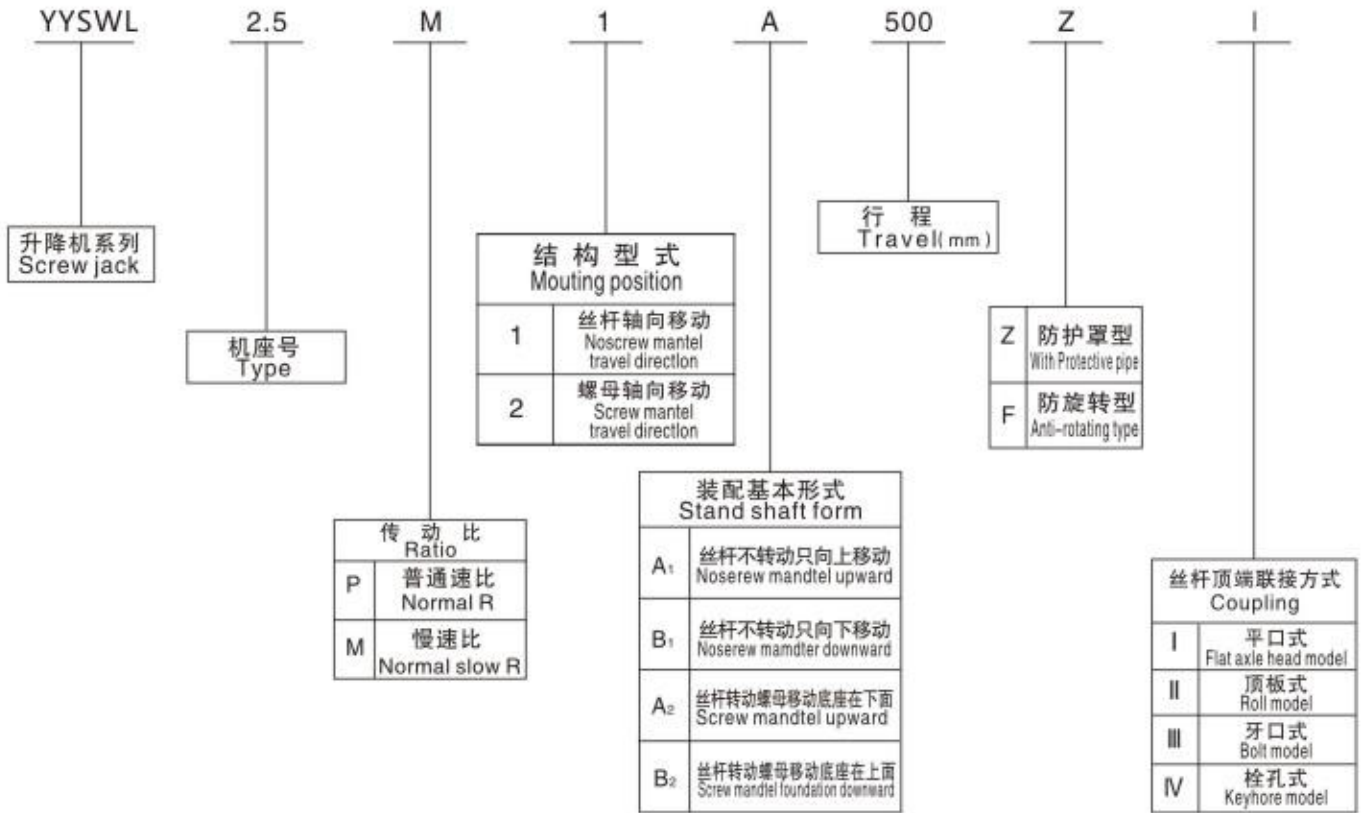 YYSWL 2.5 M 1 A 500 Z I
升降机系列
Screw jack
机座号
Type
传 动 比
Ratio
P 普通速比
Normal R
M 慢速比
Normal slow R
结 构 型 式
Mouting position
1 丝杆轴向移动
Noscrew mantel
travel directlon
2 螺母轴向移动
Screw mantel
travel directlon
装配基本形式
Stand shaft form
A₁ 丝杆不转动只向上移动
Noserew mandtel upward
B₁ 丝杆不转动只向下移动
Noserew mamdter downward
A₂ 丝杆转动螺母移动底座在下面
Screw mandtel upward
B₂ 丝杆转动螺母移动底座在上面
Screw mandtel foundation downward
行 程
Travel(mm)
Z 防护罩型
With Protective pipe
F 防旋转型
Anti-rotating type
丝杆顶端联接方式
Coupling
Ⅰ 平口式
Flat axle head model
Ⅱ 顶板式
Roll model
Ⅲ 牙口式
Bolt model
Ⅳ 栓孔式
Keyhore model